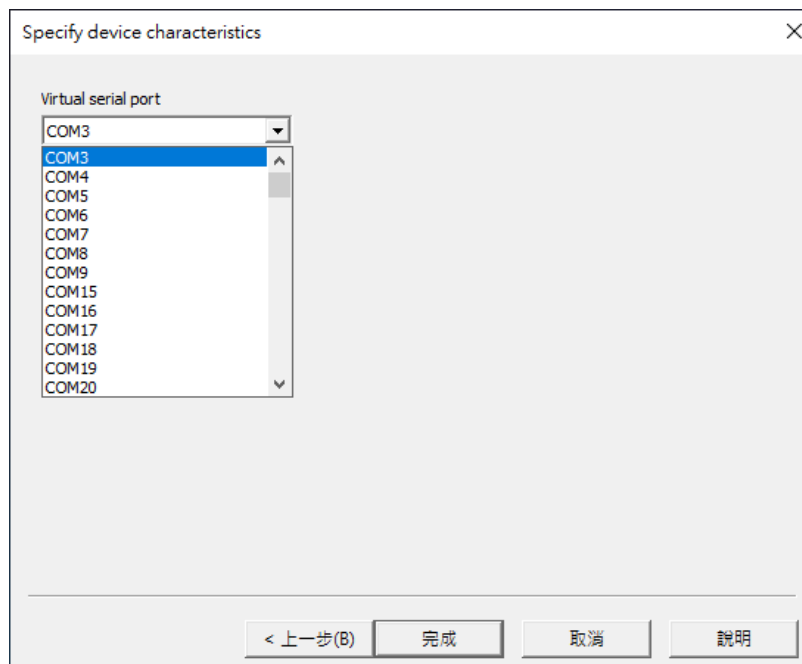 Specify device characteristics
Virtual serial port
COM3
COM3
COM4
COM5
COM6
COM7
COM8
COM9
COM15
COM16
COM17
COM18
COM19
COM20
< 上一步(B) 完成 取消 說明